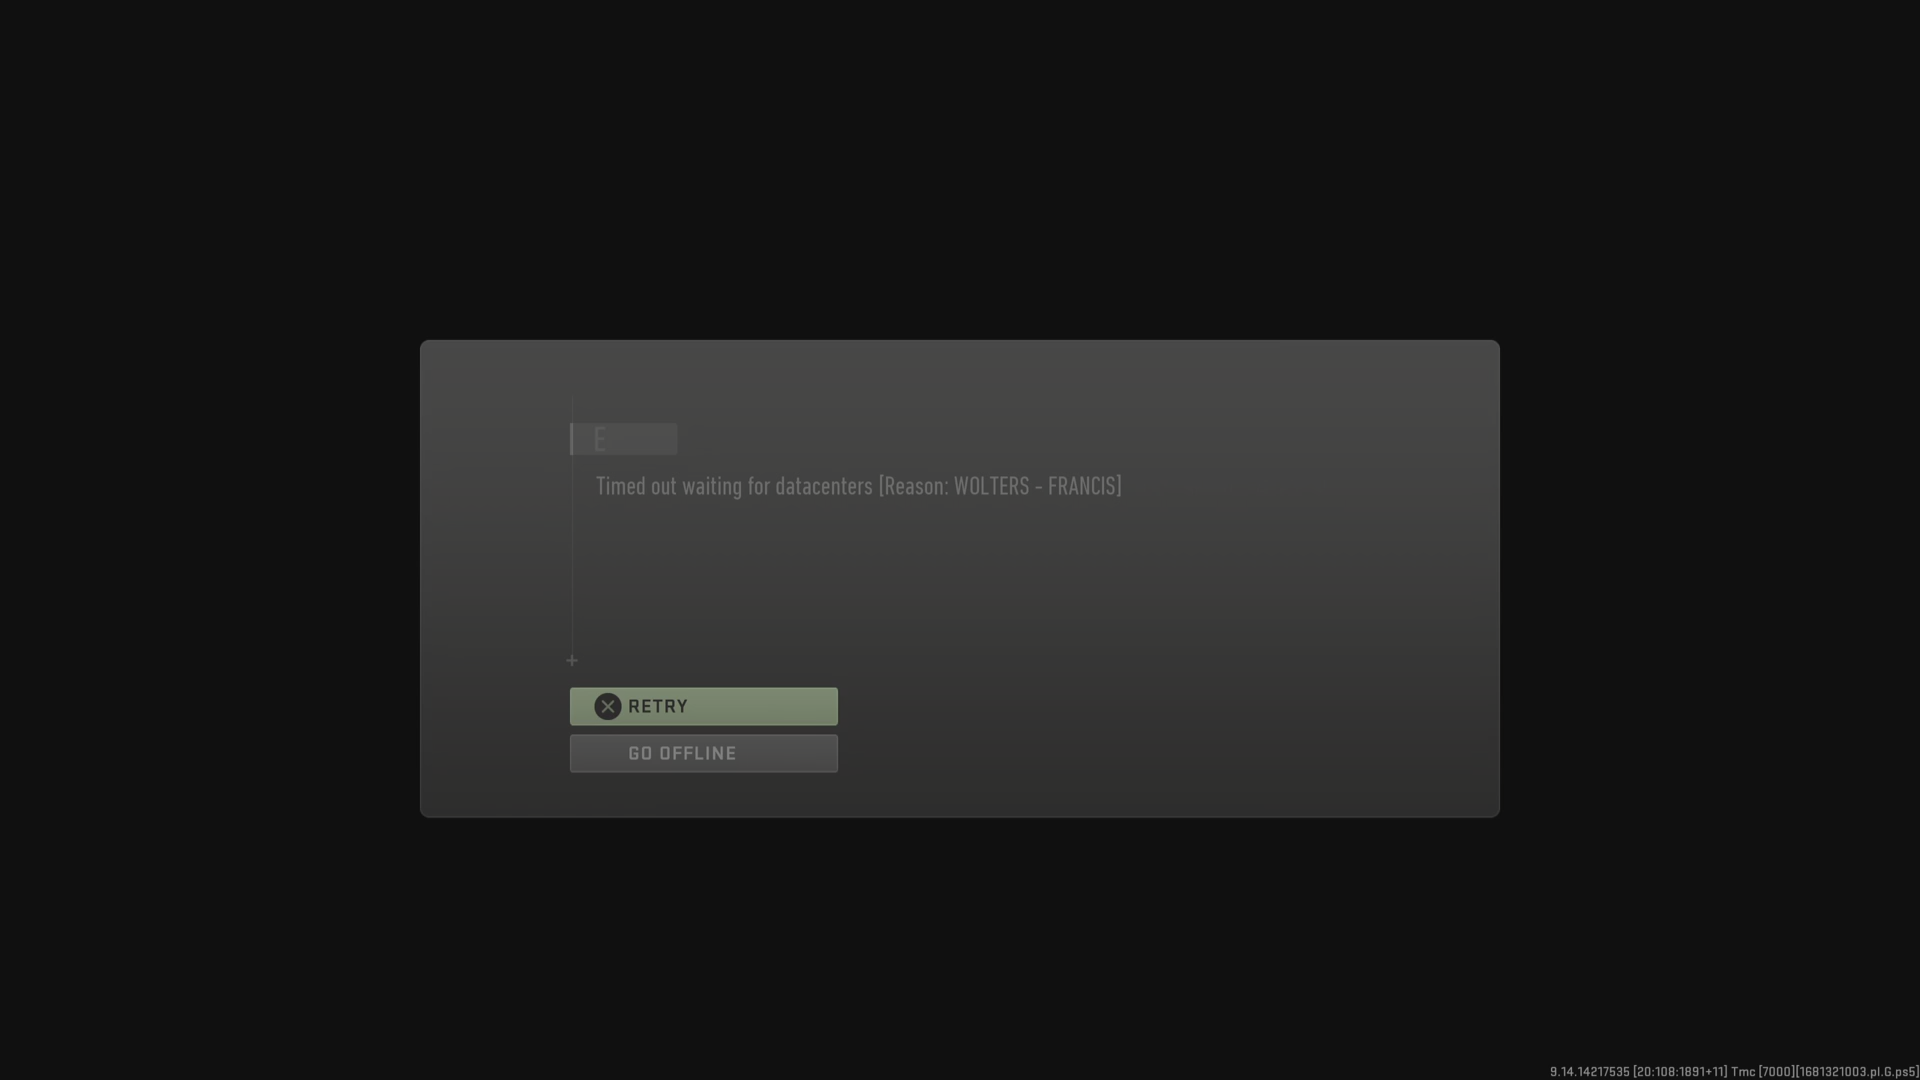 E
Timed out waiting for datacenters [Reason: WOLTERS - FRANCIS]
RETRY
GO OFFLINE
9.14.14217535 [20:108:1891+11] Tmc [7000][1681321003.pl.G.ps5]